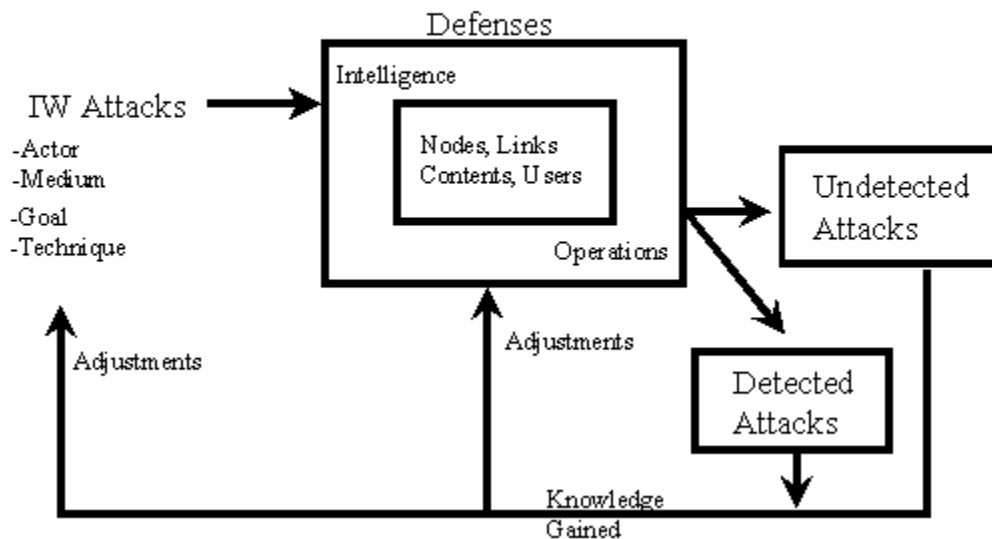 Defenses
Intelligence
IW Attacks
-Actor
-Medium
-Goal
-Technique
Nodes, Links
Contents, Users
Operations
Undetected
Attacks
Adjustments
Adjustments
Detected
Attacks
Knowledge
Gained